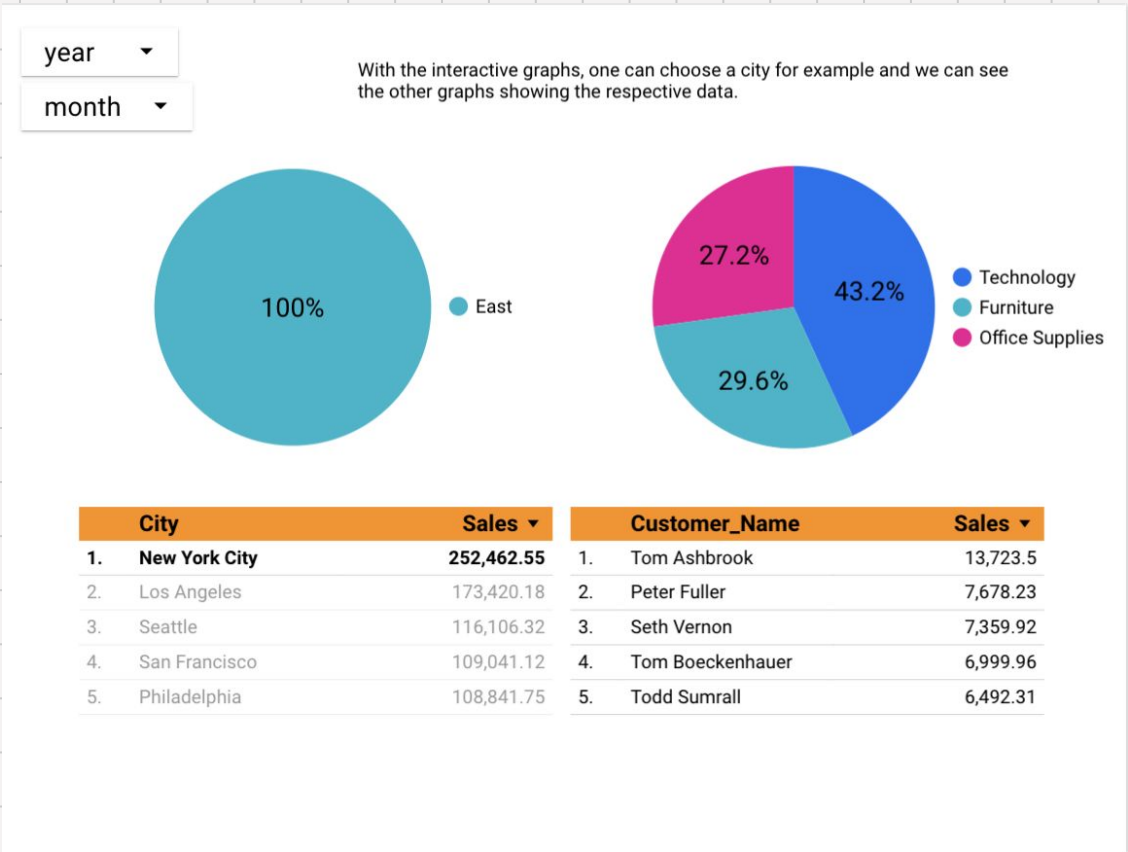 year
month
With the interactive graphs, one can choose a city for example and we can see
the other graphs showing the respective data.
100%
East
27.2%
43.2%
29.6%
Technology
Furniture
Office Supplies
City Sales
1. New York City 252,462.55
2. Los Angeles 173,420.18
3. Seattle 116,106.32
4. San Francisco 109,041.12
5. Philadelphia 108,841.75
Customer_Name Sales
1. Tom Ashbrook 13,723.5
2. Peter Fuller 7,678.23
3. Seth Vernon 7,359.92
4. Tom Boeckenhauer 6,999.96
5. Todd Sumrall 6,492.31